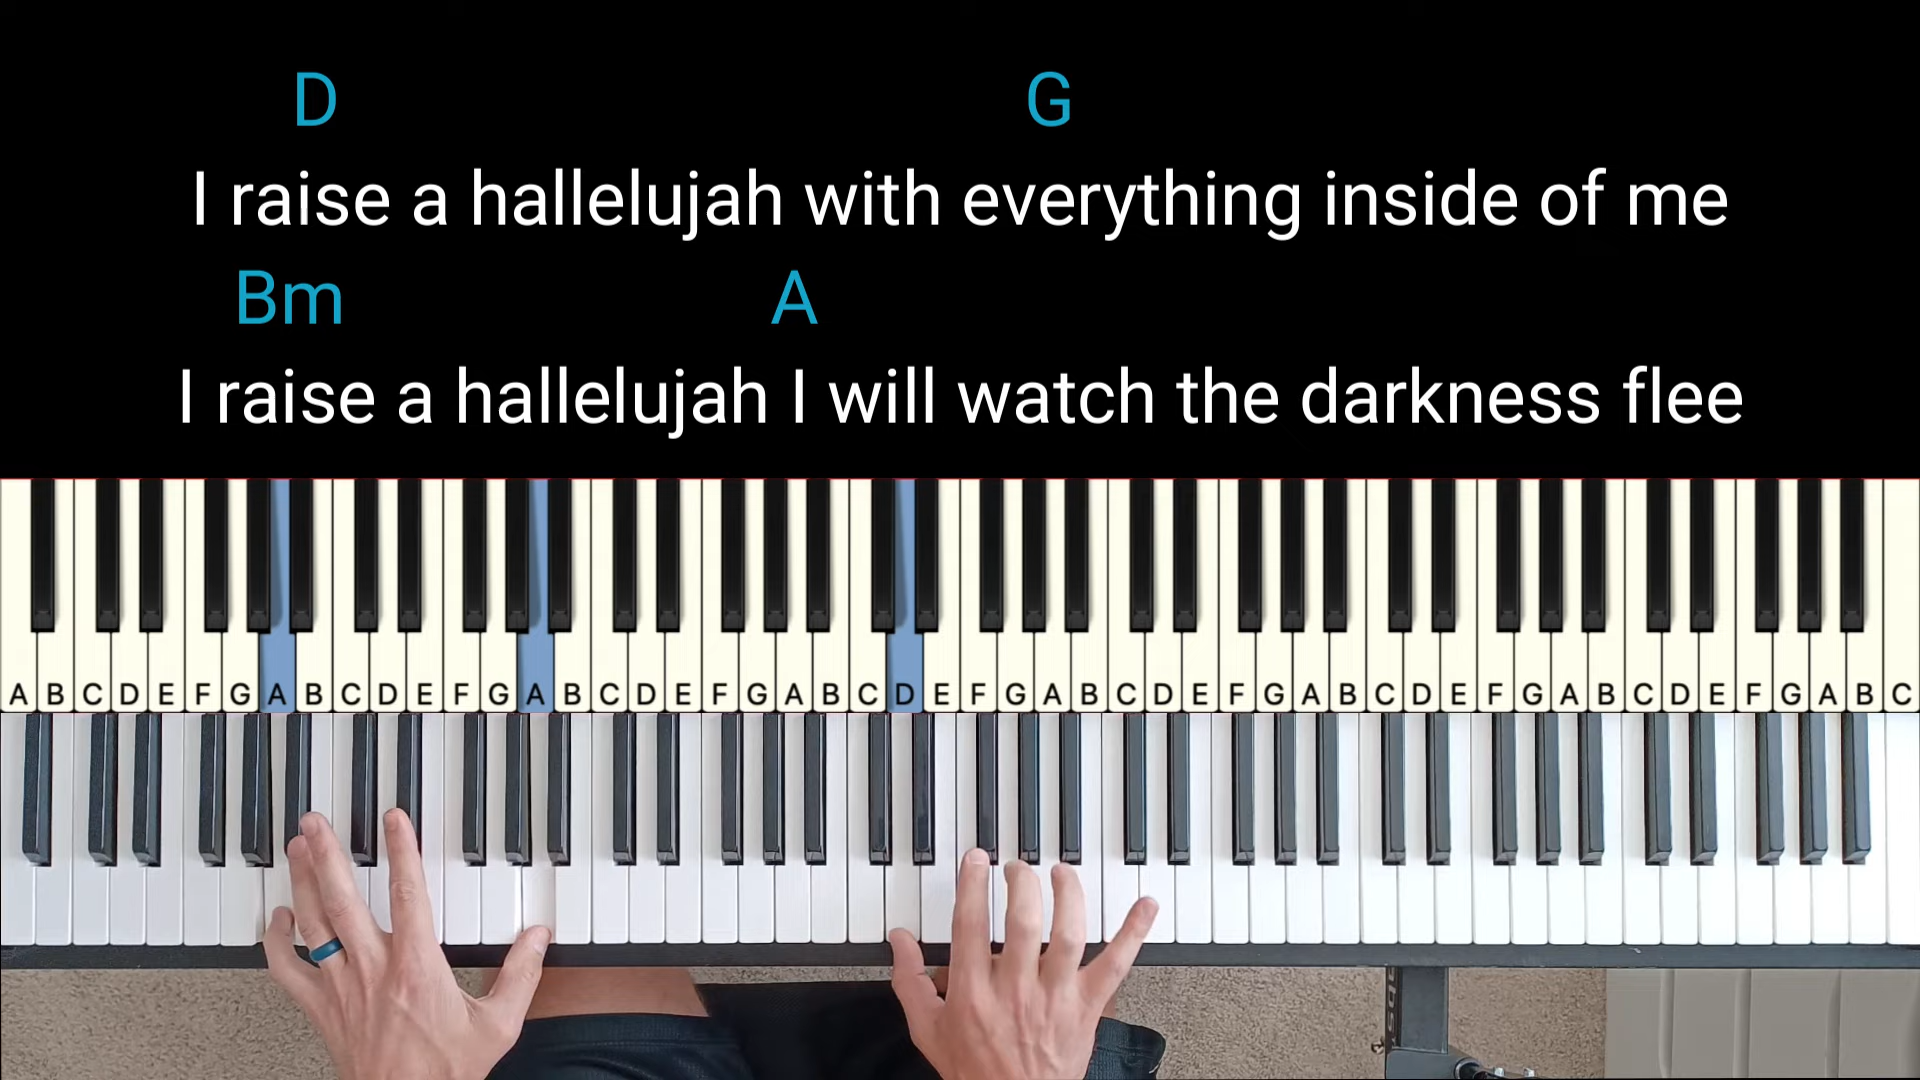 D G
I raise a hallelujah with everything inside of me
Bm A
I raise a hallelujah I will watch the darkness flee
A B C D E F G A B C D E F G A B C D E F G A B C D E F G A B C D E F G A B C D E F G A B C D E F G A B C